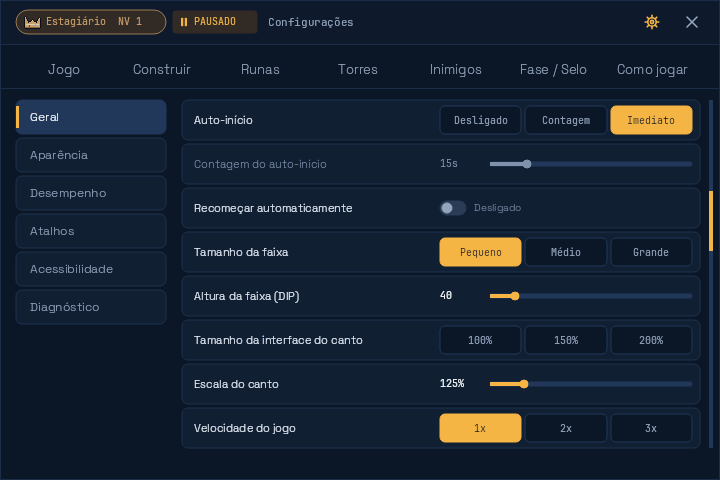 Estagiário NV 1
PAUSADO
Configurações
Jogo
Construir
Runas
Torres
Inimigos
Fase / Selo
Como jogar
Geral
Aparência
Desempenho
Atalhos
Acessibilidade
Diagnóstico
Auto-início
Desligado
Contagem
Imediato
Contagem do auto-início
15s
Recomeçar automaticamente
Desligado
Tamanho da faixa
Pequeno
Médio
Grande
Altura da faixa (DIP)
40
Tamanho da interface do canto
100%
150%
200%
Escala do canto
125%
Velocidade do jogo
1x
2x
3x